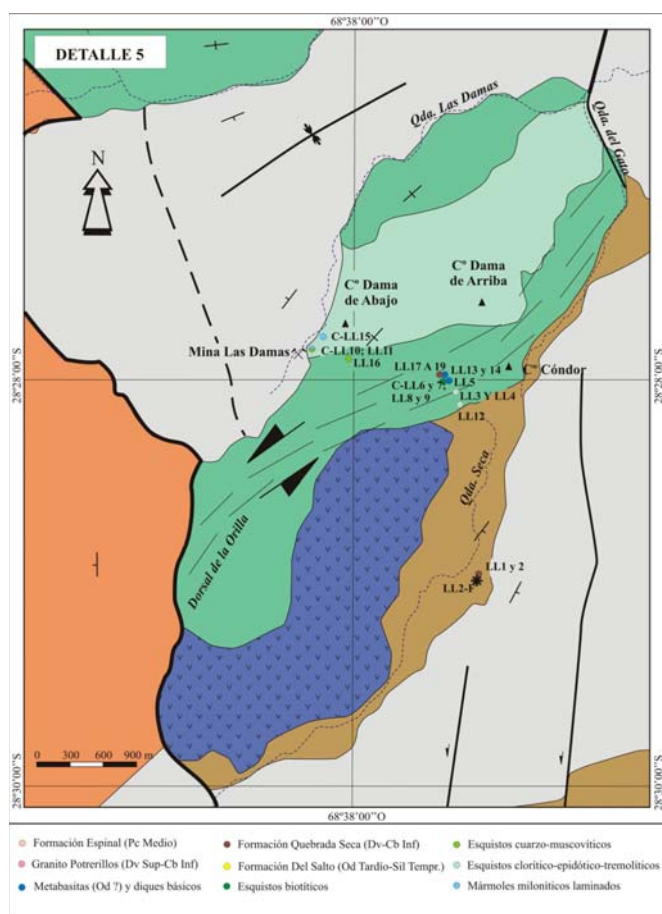 68°38'00''O
DETALLE 5
Qda. Las Damas
Qda. del Gato
N
Cº Dama
de Arriba
Cº Dama
de Abajo
C-LL15
Mina Las Damas
C-LL10; LL11
LL16
28°28'00''S
28°28'00''S
LL17 A 19
LL13 y 14
Cº Cóndor
C-LL6 y 7;
LL5
LL8 y 9
LL3 Y LL4
LL12
Qda. Seca
Dorsal de la Orilla
LL1 y 2
LL2-1
0 300 600 900 m
28°30'00''S
28°30'00''S
68°38'00''O
Formación Espinal (Pc Medio)
Formación Quebrada Seca (Dv-Cb Inf)
Esquistos cuarzo-muscovíticos
Granito Potrerillos (Dv Sup-Cb Inf)
Formación Del Salto (Od Tardío-Sil Tempr.)
Esquistos clorítico-epidótico-tremolíticos
Metabasitas (Od ?) y diques básicos
Esquistos biotíticos
Mármoles miloníticos laminados